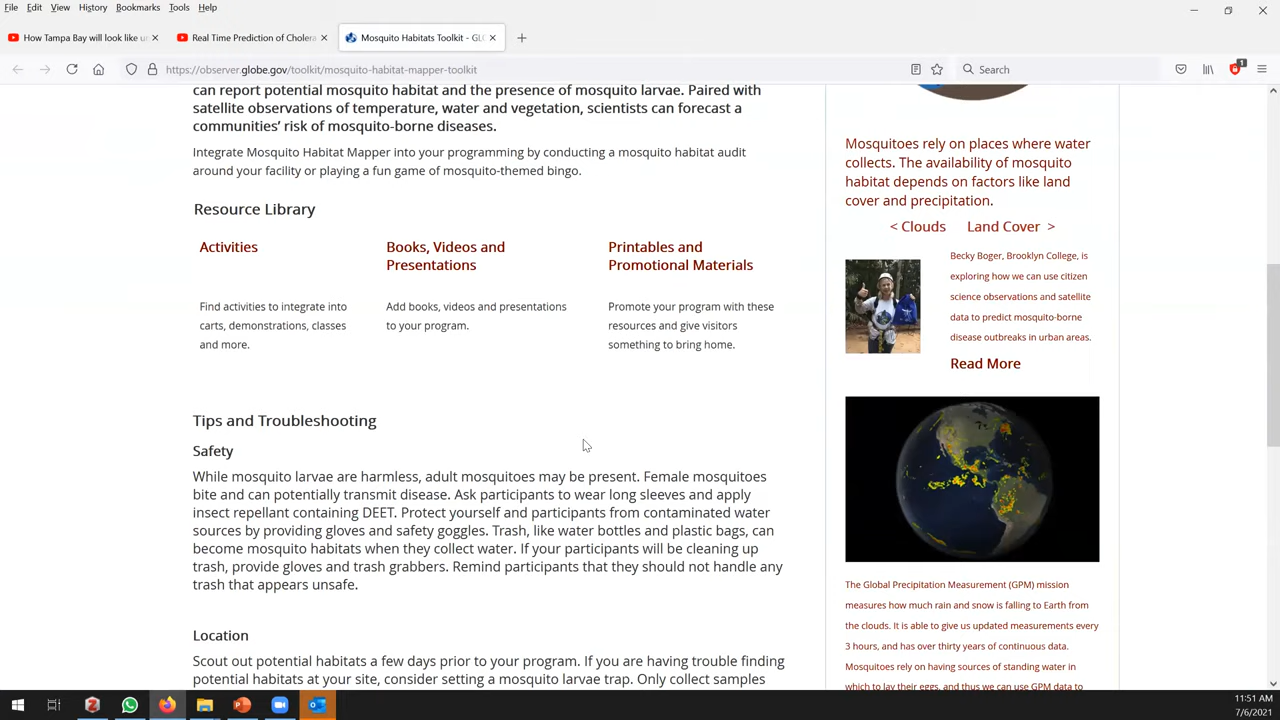 File Edit View History Bookmarks Tools Help
How Tampa Bay will look like u
Real Time Prediction of Cholera
Mosquito Habitats Toolkit - GLO
https://observer.globe.gov/toolkit/mosquito-habitat-mapper-toolkit
Search
1
can report potential mosquito habitat and the presence of mosquito larvae. Paired with
satellite observations of temperature, water and vegetation, scientists can forecast a
communities’ risk of mosquito-borne diseases.
Integrate Mosquito Habitat Mapper into your programming by conducting a mosquito habitat audit
around your facility or playing a fun game of mosquito-themed bingo.
Resource Library
Activities
Find activities to integrate into
carts, demonstrations, classes
and more.
Books, Videos and
Presentations
Add books, videos and presentations
to your program.
Printables and
Promotional Materials
Promote your program with these
resources and give visitors
something to bring home.
Tips and Troubleshooting
Safety
While mosquito larvae are harmless, adult mosquitoes may be present. Female mosquitoes
bite and can potentially transmit disease. Ask participants to wear long sleeves and apply
insect repellant containing DEET. Protect yourself and participants from contaminated water
sources by providing gloves and safety goggles. Trash, like water bottles and plastic bags, can
become mosquito habitats when they collect water. If your participants will be cleaning up
trash, provide gloves and trash grabbers. Remind participants that they should not handle any
trash that appears unsafe.
Location
Scout out potential habitats a few days prior to your program. If you are having trouble finding
potential habitats at your site, consider setting a mosquito larvae trap. Only collect samples
Mosquitoes rely on places where water
collects. The availability of mosquito
habitat depends on factors like land
cover and precipitation.
< Clouds Land Cover >
Becky Boger, Brooklyn College, is
exploring how we can use citizen
science observations and satellite
data to predict mosquito-borne
disease outbreaks in urban areas.
Read More
The Global Precipitation Measurement (GPM) mission
measures how much rain and snow is falling to Earth from
the clouds. It is able to give us updated measurements every
3 hours, and has over thirty years of continuous data.
Mosquitoes rely on having sources of standing water in
which to lay their eggs, and thus we can use GPM data to
11:51 AM
7/6/2021